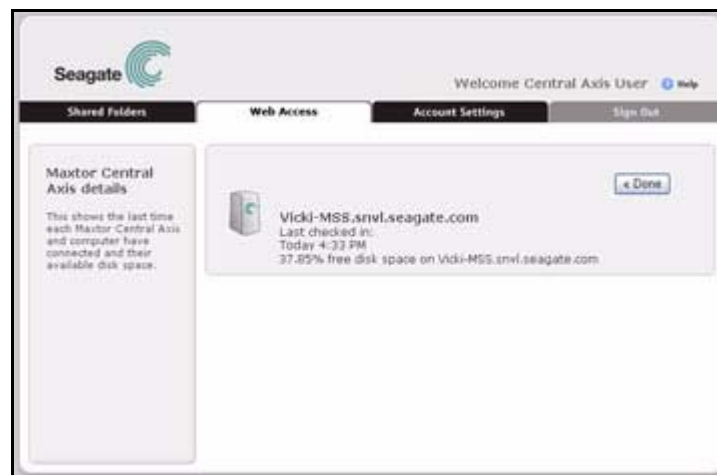 Seagate
Welcome Central Axis User ? Help
Shared Folders Web Access Account Settings Sign Out
Maxtor Central
Axis details
This shows the last time
each Maxtor Central Axis
and computer have
connected and their
available disk space.
« Done
Vicki-MSS.snvl.seagate.com
Last checked in:
Today 4:33 PM
37.85% free disk space on Vicki-MSS.snvl.seagate.com